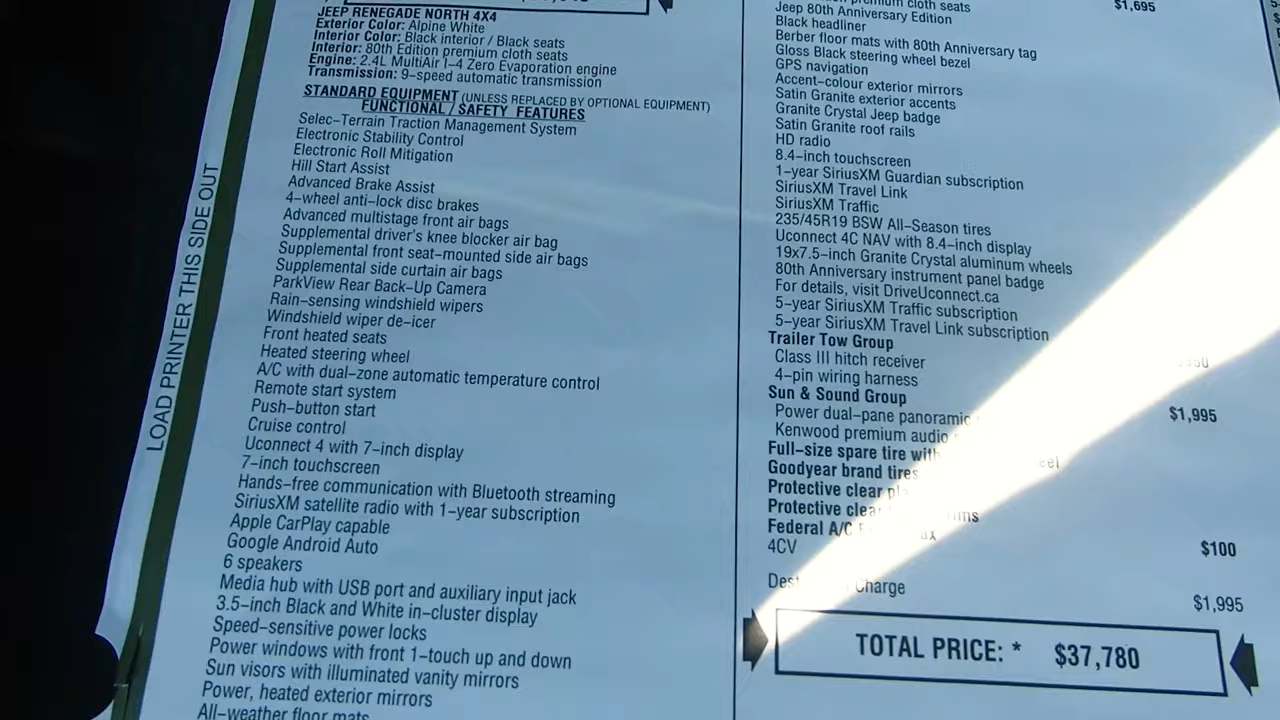 LOAD PRINTER THIS SIDE OUT
JEEP RENEGADE NORTH 4X4
Exterior Color: Alpine White
Interior Color: Black interior / Black seats
Interior: 80th Edition premium cloth seats
Engine: 2.4L MultiAir I-4 Zero Evaporation engine
Transmission: 9-speed automatic transmission
STANDARD EQUIPMENT (UNLESS REPLACED BY OPTIONAL EQUIPMENT)
FUNCTIONAL / SAFETY FEATURES
Selec-Terrain Traction Management System
Electronic Stability Control
Electronic Roll Mitigation
Hill Start Assist
Advanced Brake Assist
4-wheel anti-lock disc brakes
Advanced multistage front air bags
Supplemental driver's knee blocker air bag
Supplemental front seat-mounted side air bags
Supplemental side curtain air bags
ParkView Rear Back-Up Camera
Rain-sensing windshield wipers
Windshield wiper de-icer
Front heated seats
Heated steering wheel
A/C with dual-zone automatic temperature control
Remote start system
Push-button start
Cruise control
Uconnect 4 with 7-inch display
7-inch touchscreen
Hands-free communication with Bluetooth streaming
SiriusXM satellite radio with 1-year subscription
Apple CarPlay capable
Google Android Auto
6 speakers
Media hub with USB port and auxiliary input jack
3.5-inch Black and White in-cluster display
Speed-sensitive power locks
Power windows with front 1-touch up and down
Sun visors with illuminated vanity mirrors
Power, heated exterior mirrors
All-weather floor mats
premium cloth seats $1,695
Jeep 80th Anniversary Edition
Black headliner
Berber floor mats with 80th Anniversary tag
Gloss Black steering wheel bezel
GPS navigation
Accent-colour exterior mirrors
Satin Granite exterior accents
Granite Crystal Jeep badge
Satin Granite roof rails
HD radio
8.4-inch touchscreen
1-year SiriusXM Guardian subscription
SiriusXM Travel Link
SiriusXM Traffic
235/45R19 BSW All-Season tires
Uconnect 4C NAV with 8.4-inch display
19x7.5-inch Granite Crystal aluminum wheels
80th Anniversary instrument panel badge
For details, visit DriveUconnect.ca
5-year SiriusXM Traffic subscription
5-year SiriusXM Travel Link subscription
Trailer Tow Group
Class III hitch receiver
4-pin wiring harness
Sun & Sound Group $1,995
Power dual-pane panoramic
Kenwood premium audio
Full-size spare tire with
Goodyear brand tires
Protective clear
Protective clear
Federal A/C $100
4CV
Charge $1,995
TOTAL PRICE: * $37,780